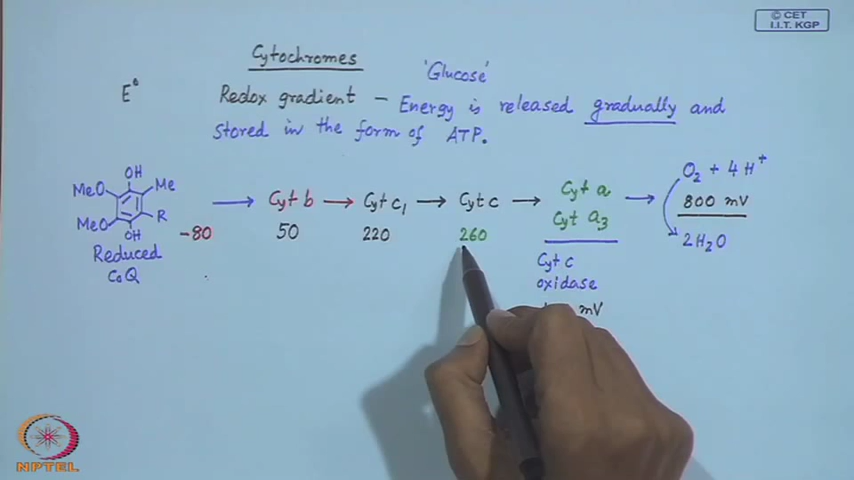 © CET
I.I.T. KGP
Cytochromes
'Glucose'
E°
Redox gradient – Energy is released gradually and
stored in the form of ATP.
OH
MeO
Me
MeO
R
OH
Reduced
CoQ
-80
Cyt b
50
Cyt c₁
220
Cyt c
260
Cyt a
Cyt a₃
Cyt c
oxidase
mV
O₂ + 4H⁺
800 mV
2H₂O
NPTEL